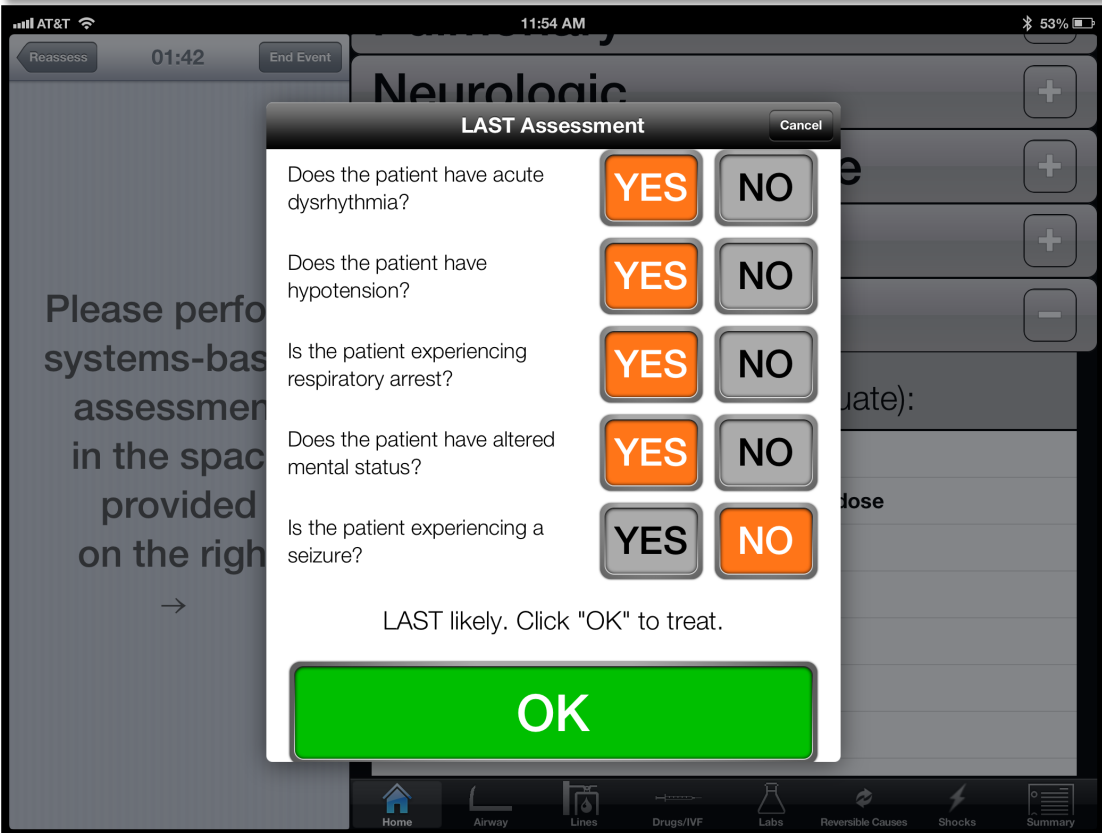 AT&T
11:54 AM
53%
Reassess
01:42
End Event
Neurologic
LAST Assessment
Cancel
Does the patient have acute
dysrhythmia?
YES
NO
Does the patient have
hypotension?
YES
NO
Is the patient experiencing
respiratory arrest?
YES
NO
Does the patient have altered
mental status?
YES
NO
Is the patient experiencing a
seizure?
YES
NO
LAST likely. Click "OK" to treat.
OK
Please perfo
systems-bas
assessmen
in the spac
provided
on the righ
→
e
uate):
dose
Home
Airway
Lines
Drugs/IVF
Labs
Reversible Causes
Shocks
Summary